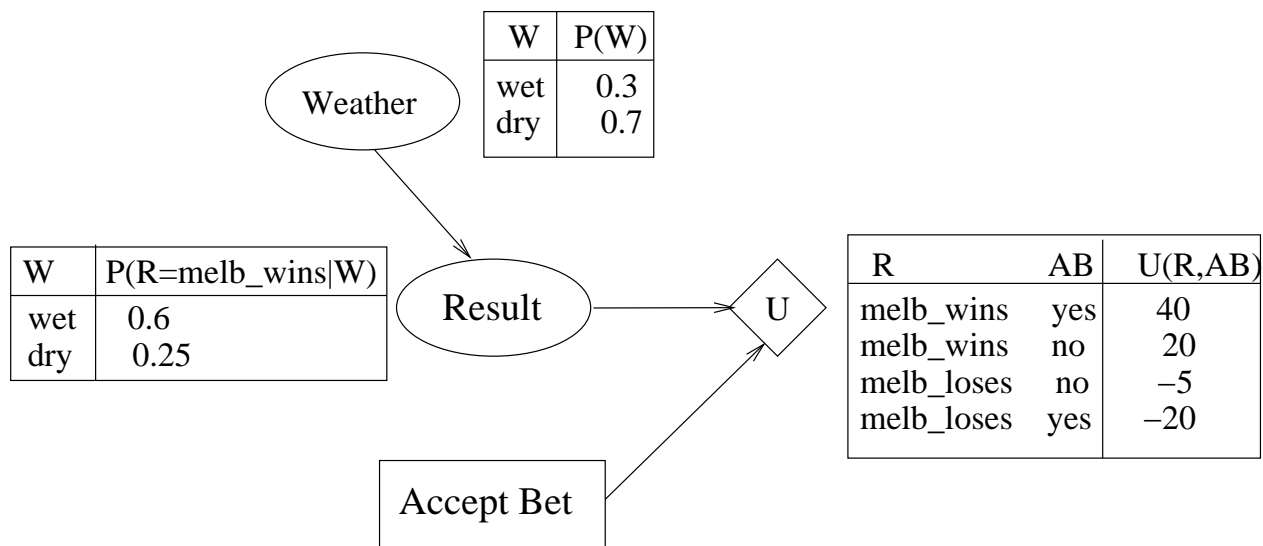 W P(W)
wet 0.3
dry 0.7
Weather
W P(R=melb_wins|W)
wet 0.6
dry 0.25
Result
U
R AB U(R,AB)
melb_wins yes 40
melb_wins no 20
melb_loses no −5
melb_loses yes −20
Accept Bet